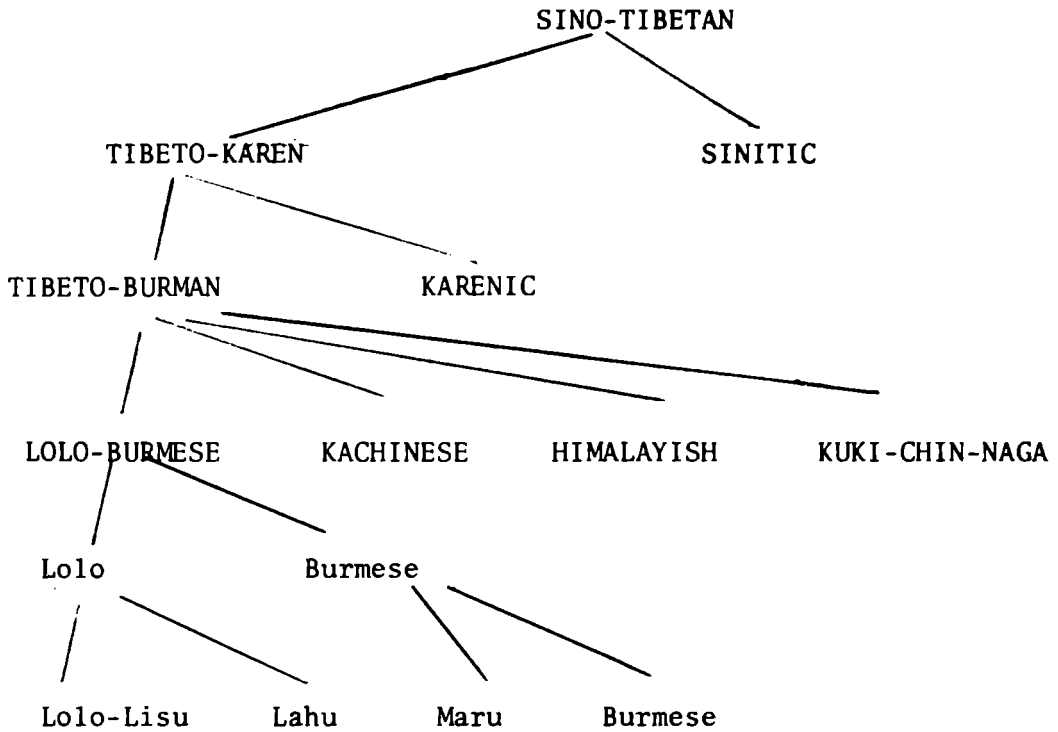 SINO-TIBETAN
TIBETO-KAREN SINITIC
TIBETO-BURMAN KARENIC
LOLO-BURMESE KACHINESE HIMALAYISH KUKI-CHIN-NAGA
Lolo Burmese
Lolo-Lisu Lahu Maru Burmese